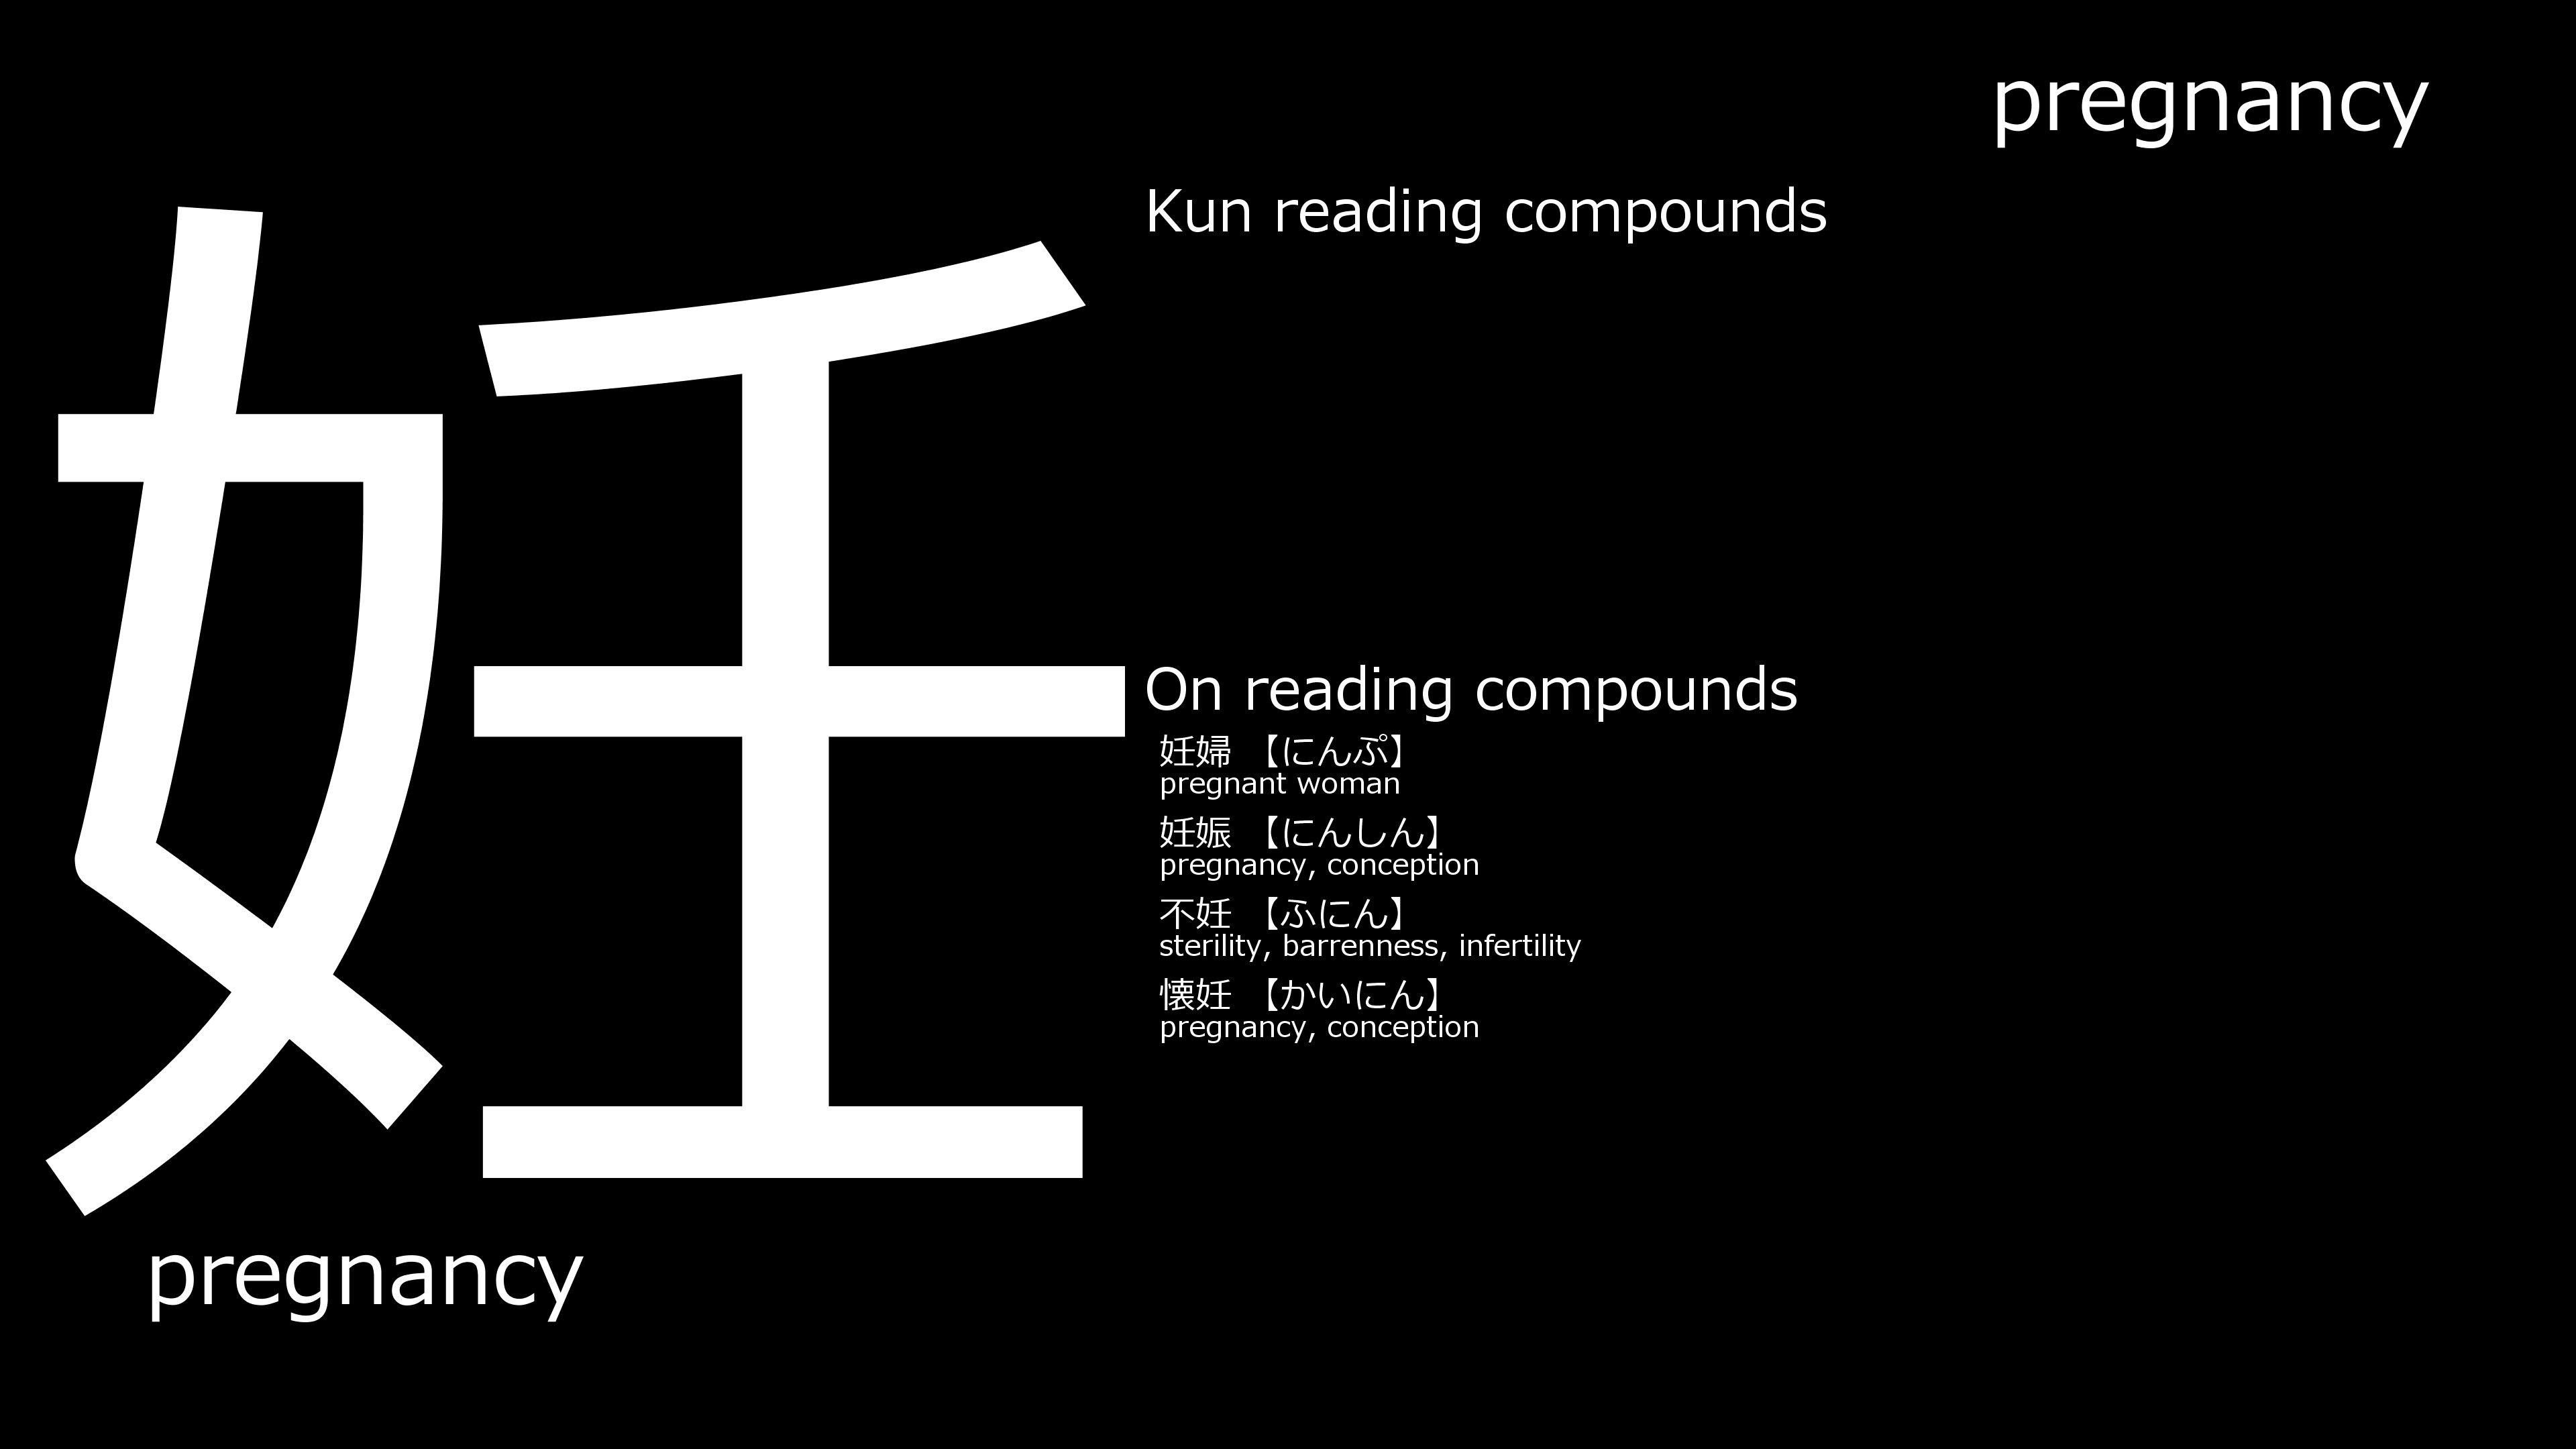 pregnancy
妊
pregnancy
Kun reading compounds
On reading compounds
妊婦 【にんぷ】
pregnant woman
妊娠 【にんしん】
pregnancy, conception
不妊 【ふにん】
sterility, barrenness, infertility
懐妊 【かいにん】
pregnancy, conception